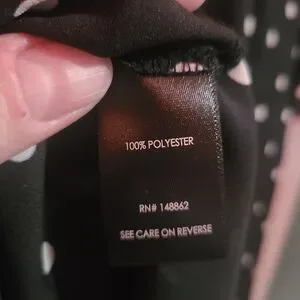 100% POLYESTER
RN# 148862
SEE CARE ON REVERSE